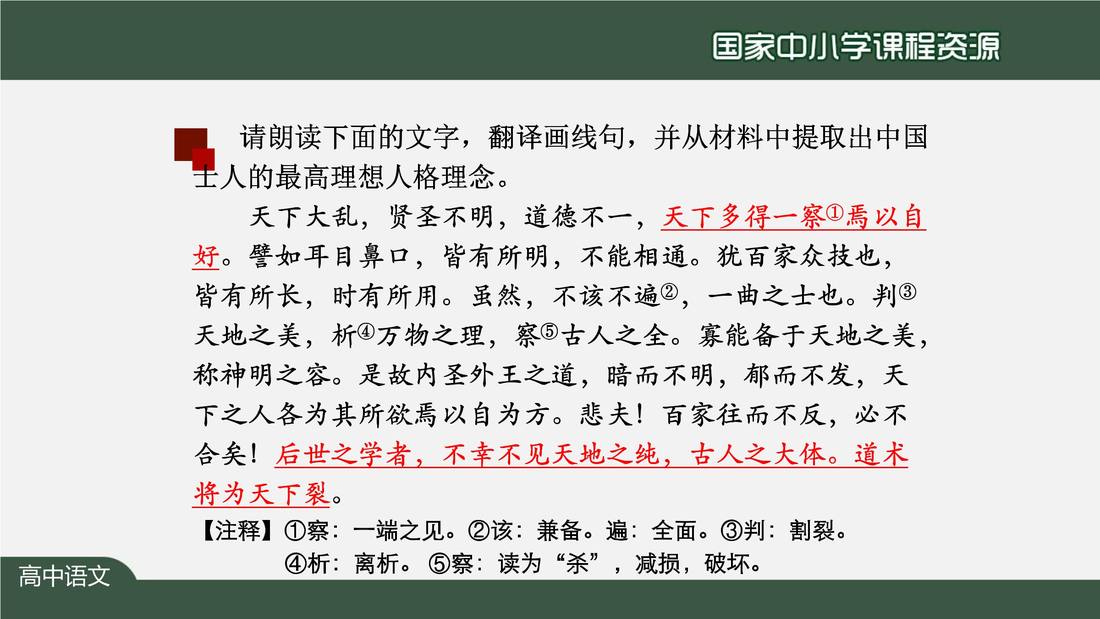 国家中小学课程资源
请朗读下面的文字，翻译画线句，并从材料中提取出中国
士人的最高理想人格理念。
天下大乱，贤圣不明，道德不一，天下多得一察①焉以自
好。譬如耳目鼻口，皆有所明，不能相通。犹百家众技也，
皆有所长，时有所用。虽然，不该不遍②，一曲之士也。判③
天地之美，析④万物之理，察⑤古人之全。寡能备于天地之美，
称神明之容。是故内圣外王之道，暗而不明，郁而不发，天
下之人各为其所欲焉以自为方。悲夫！百家往而不反，必不
合矣！后世之学者，不幸不见天地之纯，古人之大体。道术
将为天下裂。
【注释】①察：一端之见。②该：兼备。遍：全面。③判：割裂。
④析：离析。⑤察：读为“杀”，减损，破坏。
高中语文